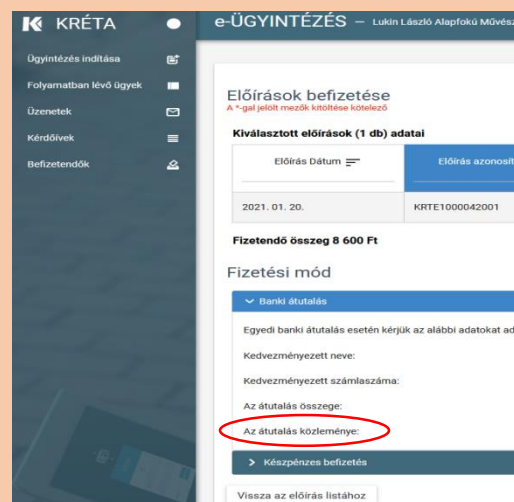 KRÉTA
e-ÜGYINTÉZÉS – Lukin László Alapfokú
Ügyintézés indítása
Folyamatban lévő ügyek
Üzenetek
Kérdőívek
Befizetendők
Előírások befizetése
A *-gal jelölt mezők kitöltése kötelező
Kiválasztott előírások (1 db) adatai
Előírás Dátum
Előírás
2021. 01. 20.
KRTE1000042001
Fizetendő összeg 8 600 Ft
Fizetési mód
Banki átutalás
Egyedi banki átutalás esetén kérjük az alábbi adatokat
Kedvezményezett neve:
Kedvezményezett számlaszáma:
Az átutalás összege:
Az átutalás közleménye:
Készpénzes befizetés
Vissza az előírás listához